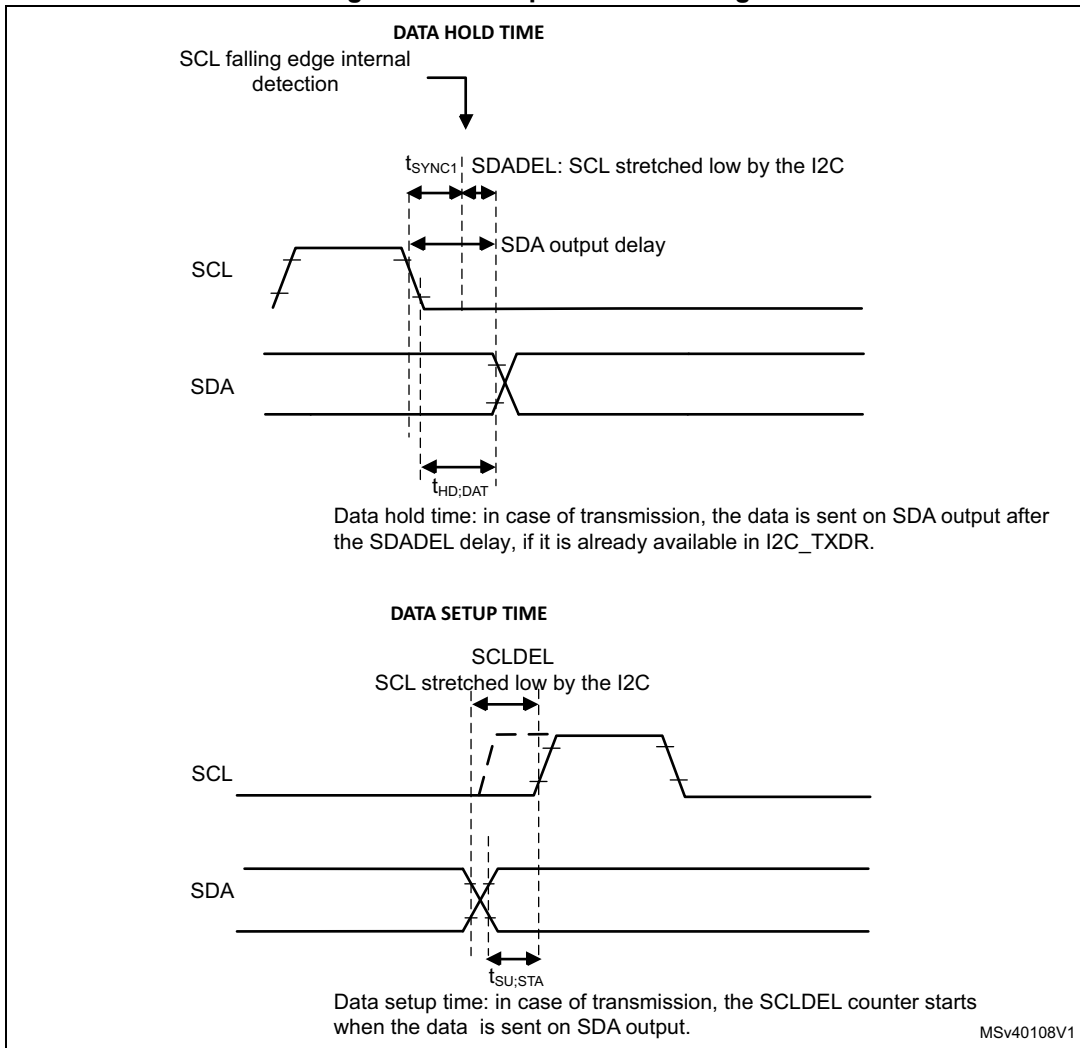 DATA HOLD TIME
SCL falling edge internal
detection
tSYNC1 SDADEL: SCL stretched low by the I2C
SDA output delay
SCL
SDA
tHD;DAT
Data hold time: in case of transmission, the data is sent on SDA output after
the SDADEL delay, if it is already available in I2C_TXDR.
DATA SETUP TIME
SCLDEL
SCL stretched low by the I2C
SCL
SDA
tSU;STA
Data setup time: in case of transmission, the SCLDEL counter starts
when the data is sent on SDA output.
MSv40108V1